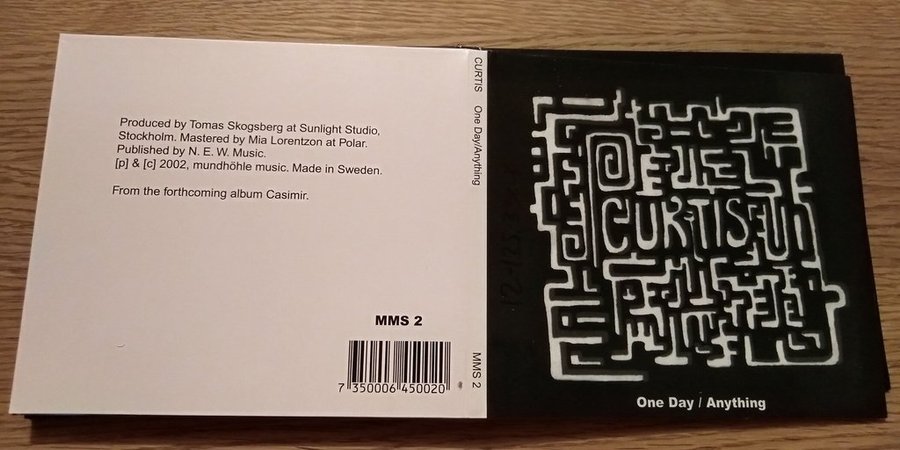 Produced by Tomas Skogsberg at Sunlight Studio,
Stockholm. Mastered by Mia Lorentzon at Polar.
Published by N. E. W. Music.
[p] & [c] 2002, mundhöhle music. Made in Sweden.
From the forthcoming album Casimir.
MMS 2
7 350006 450020
CURTIS One Day/Anything
MMS 2
CURTIS
One Day / Anything